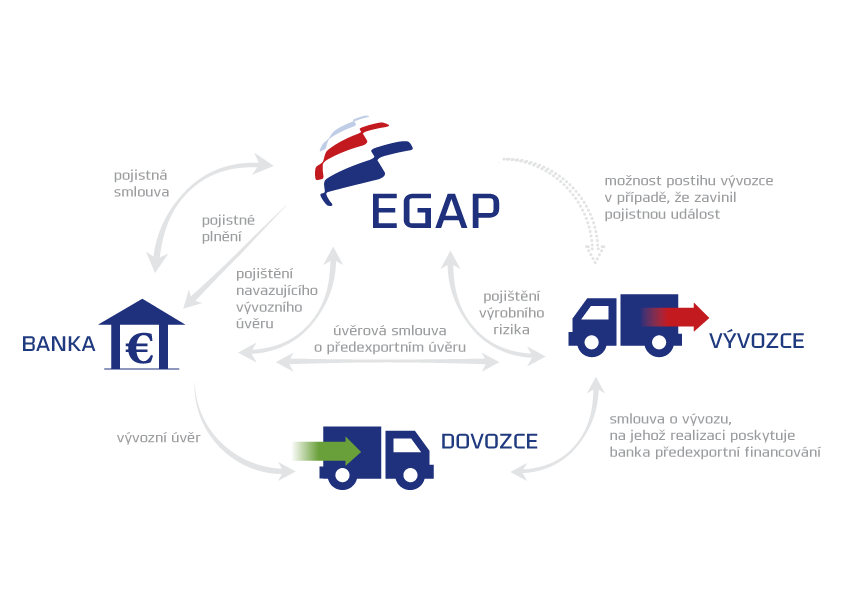 pojistná
smlouva
pojistné
plnění
EGAP
možnost postihu vývozce
v případě, že zavinil
pojistnou událost
pojištění
navazujícího
vývozního
úvěru
pojištění
výrobního
rizika
úvěrová smlouva
o předexportním úvěru
BANKA
€
VÝVOZCE
vývozní úvěr
DOVOZCE
smlouva o vývozu,
na jehož realizaci poskytuje
banka předexportní financování